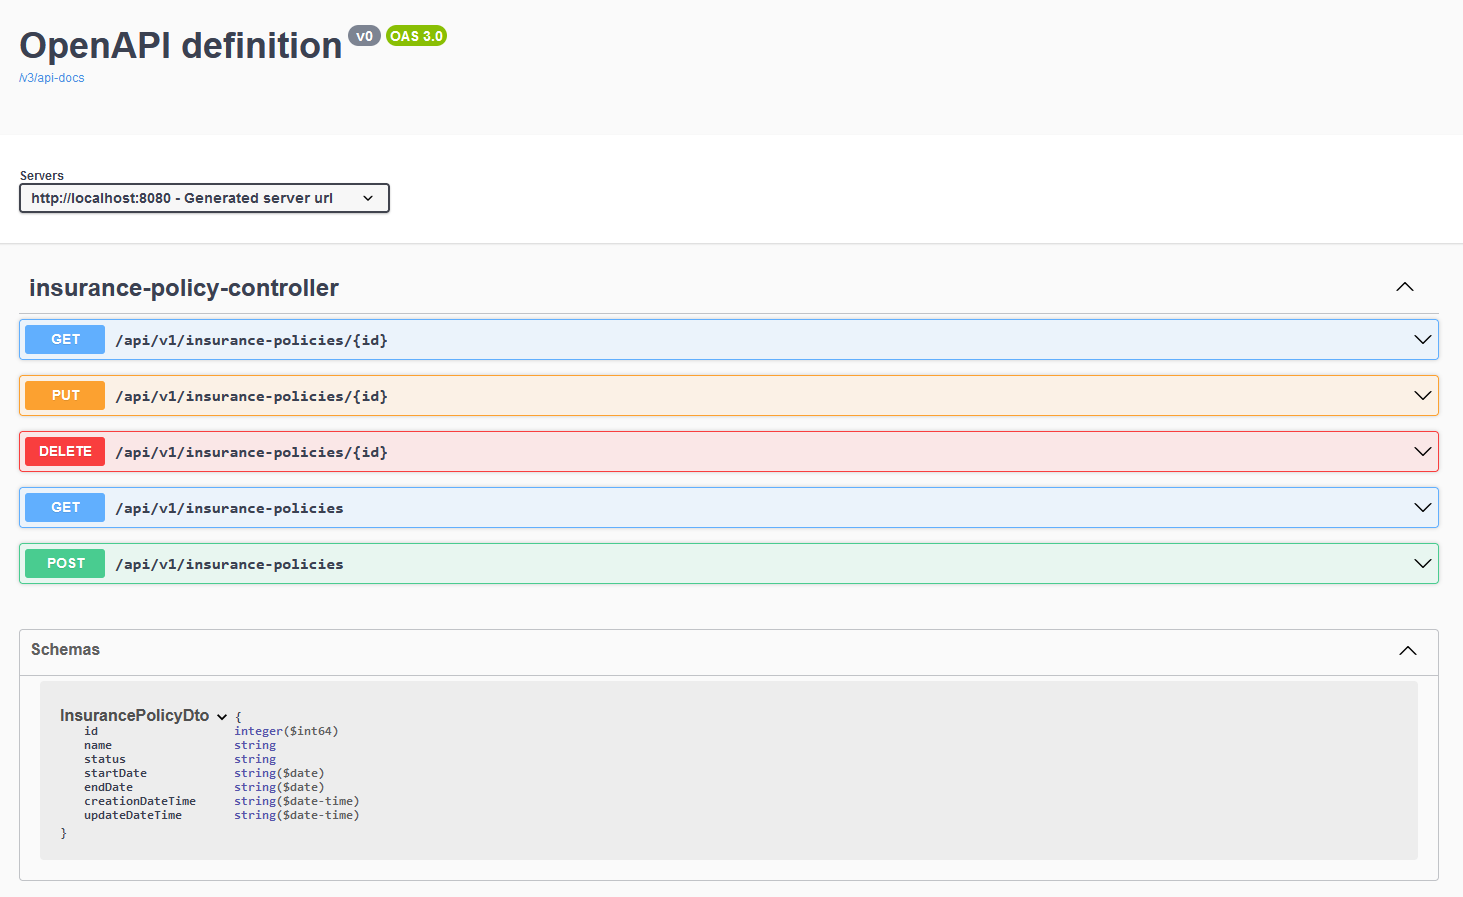 OpenAPI definition v0 OAS 3.0
/v3/api-docs
Servers
http://localhost:8080 - Generated server url
insurance-policy-controller
GET /api/v1/insurance-policies/{id}
PUT /api/v1/insurance-policies/{id}
DELETE /api/v1/insurance-policies/{id}
GET /api/v1/insurance-policies
POST /api/v1/insurance-policies
Schemas
InsurancePolicyDto {
id integer($int64)
name string
status string
startDate string($date)
endDate string($date)
creationDateTime string($date-time)
updateDateTime string($date-time)
}